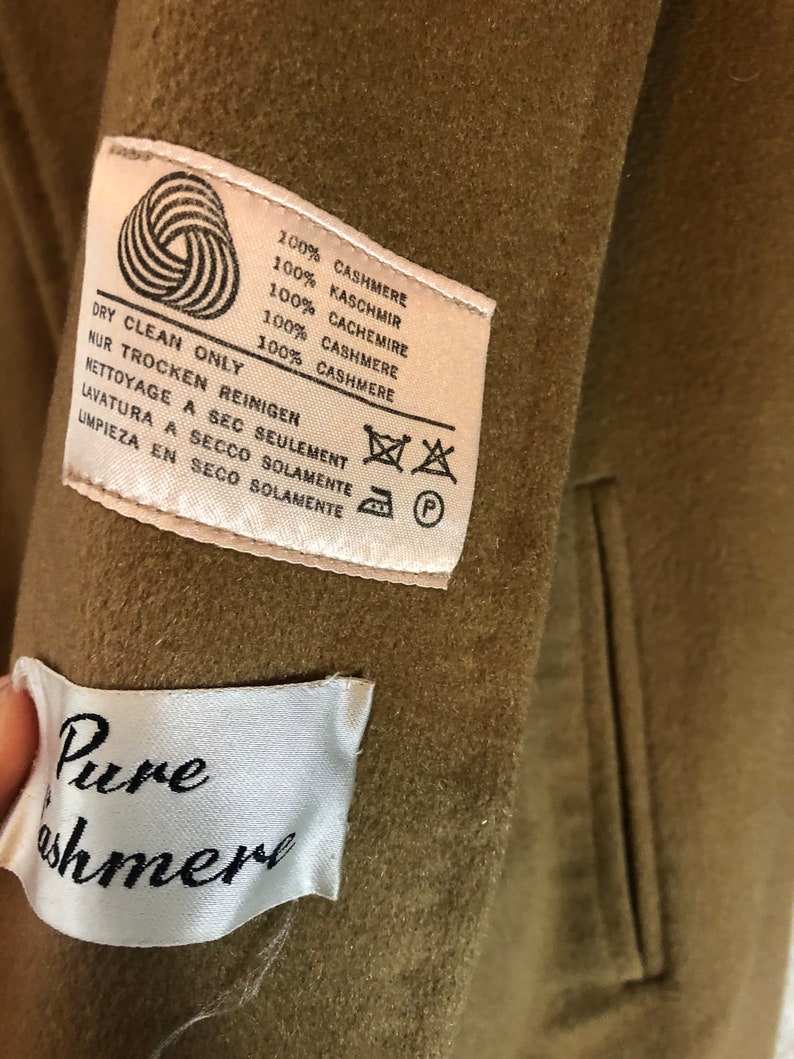 100% CASHMERE
100% KASCHMIR
100% CACHEMIRE
100% CASHMERE
100% CASHMERE
DRY CLEAN ONLY
NUR TROCKEN REINIGEN
NETTOYAGE A SEC SEULEMENT
LAVATURA A SECCO SOLAMENTE
LIMPIEZA EN SECO SOLAMENTE
P
Pure
Cashmere